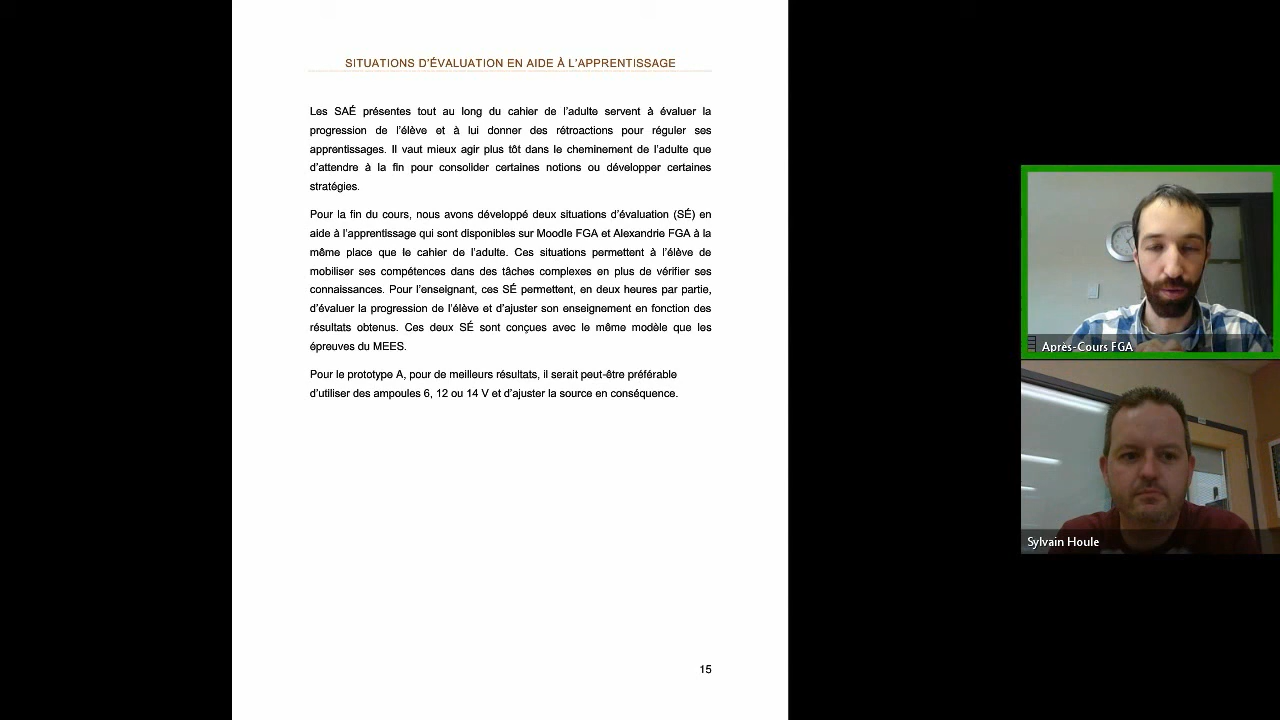 SITUATIONS D'ÉVALUATION EN AIDE À L'APPRENTISSAGE
Les SAÉ présentes tout au long du cahier de l'adulte servent à évaluer la
progression de l'élève et à lui donner des rétroactions pour réguler ses
apprentissages. Il vaut mieux agir plus tôt dans le cheminement de l'adulte que
d'attendre à la fin pour consolider certaines notions ou développer certaines
stratégies.
Pour la fin du cours, nous avons développé deux situations d'évaluation (SÉ) en
aide à l'apprentissage qui sont disponibles sur Moodle FGA et Alexandrie FGA à la
même place que le cahier de l'adulte. Ces situations permettent à l'élève de
mobiliser ses compétences dans des tâches complexes en plus de vérifier ses
connaissances. Pour l'enseignant, ces SÉ permettent, en deux heures par partie,
d'évaluer la progression de l'élève et d'ajuster son enseignement en fonction des
résultats obtenus. Ces deux SÉ sont conçues avec le même modèle que les
épreuves du MEES.
Pour le prototype A, pour de meilleurs résultats, il serait peut-être préférable
d'utiliser des ampoules 6, 12 ou 14 V et d'ajuster la source en conséquence.
15
Après-Cours FGA
Sylvain Houle